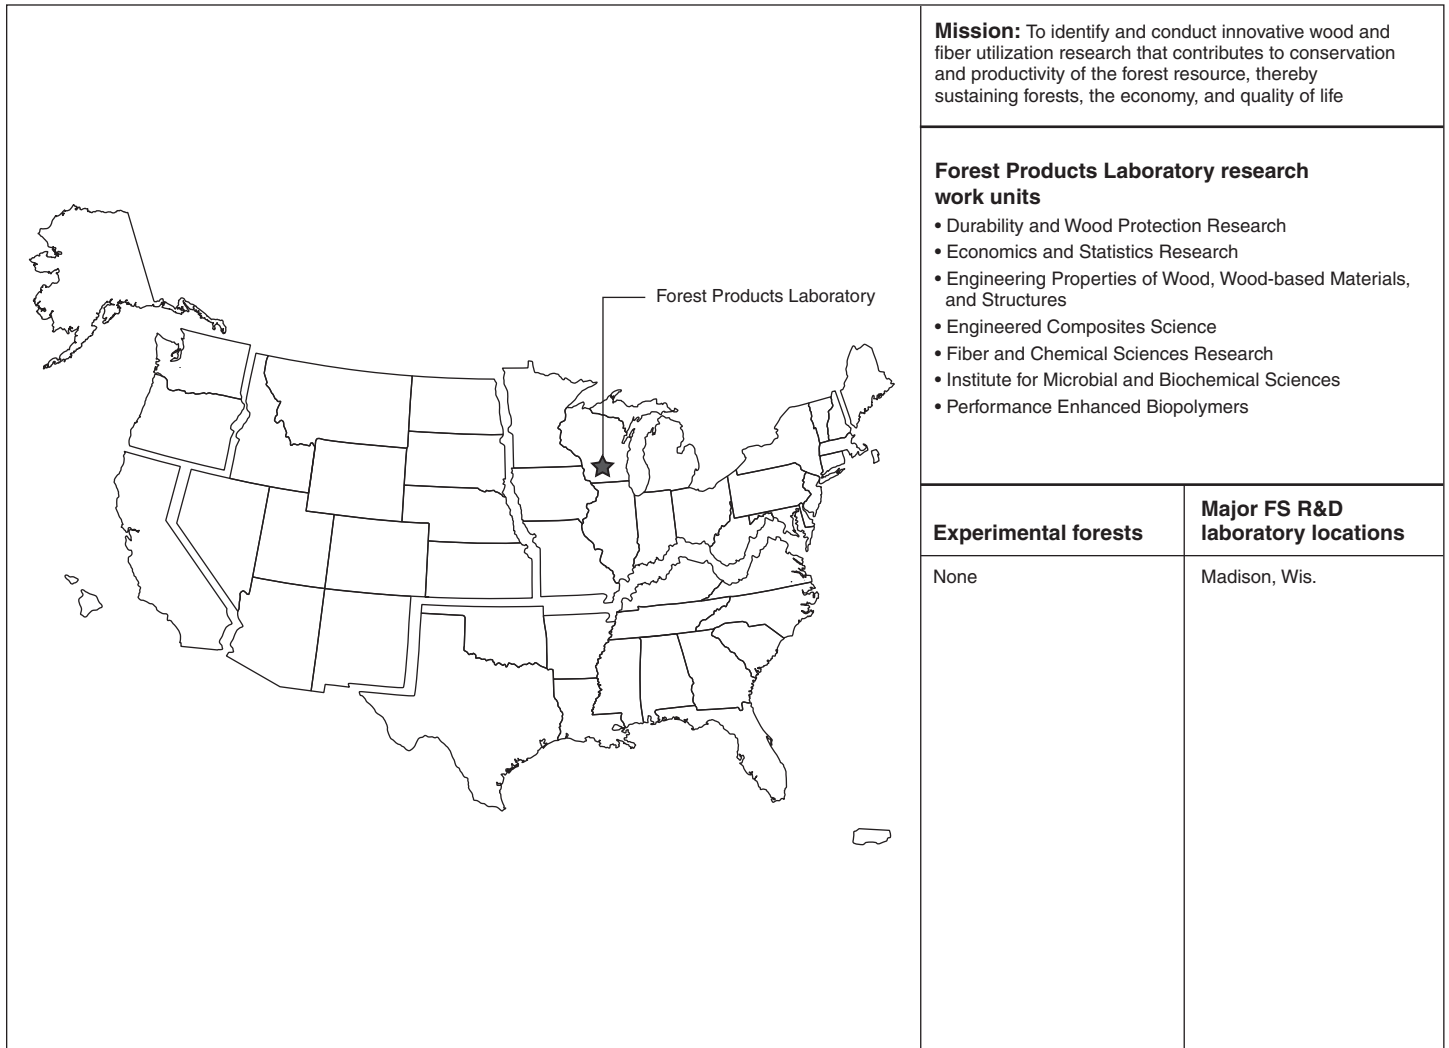 Mission: To identify and conduct innovative wood and
fiber utilization research that contributes to conservation
and productivity of the forest resource, thereby
sustaining forests, the economy, and quality of life
Forest Products Laboratory research
work units
• Durability and Wood Protection Research
• Economics and Statistics Research
• Engineering Properties of Wood, Wood-based Materials,
and Structures
• Engineered Composites Science
• Fiber and Chemical Sciences Research
• Institute for Microbial and Biochemical Sciences
• Performance Enhanced Biopolymers
Forest Products Laboratory
Experimental forests
None
Major FS R&D
laboratory locations
Madison, Wis.